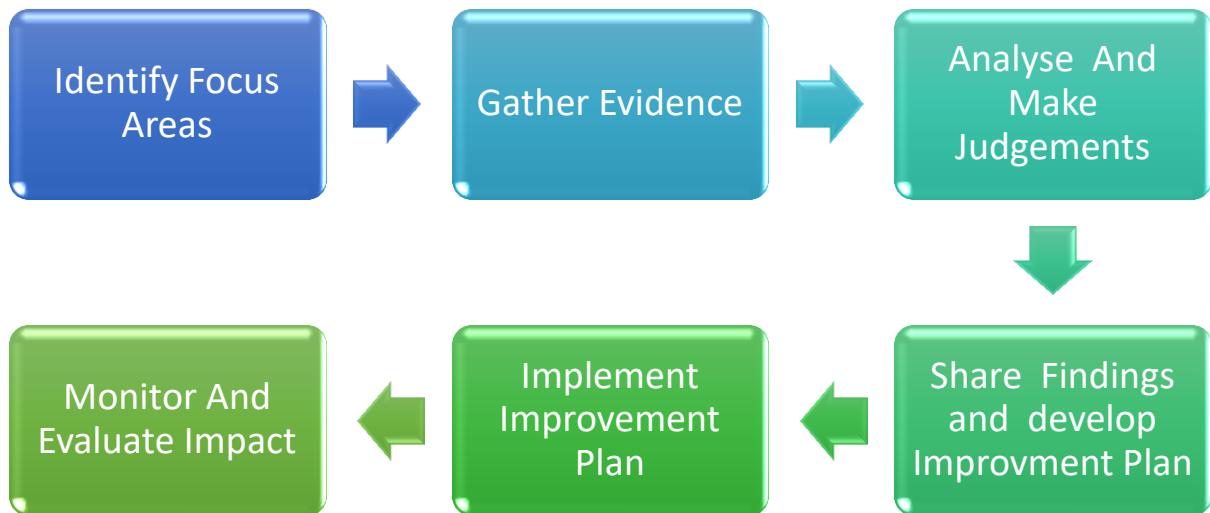 Identify Focus
Areas
Gather Evidence
Analyse And
Make
Judgements
Share Findings
and develop
Improvment Plan
Implement
Improvement
Plan
Monitor And
Evaluate Impact